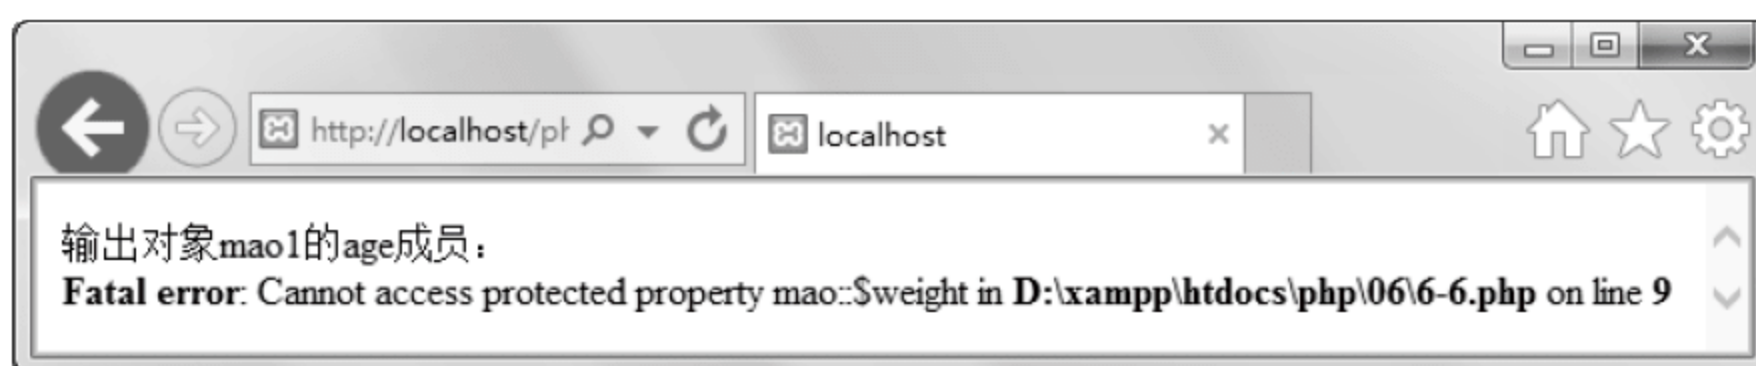 http://localhost/ph
localhost
输出对象mao1的age成员：
Fatal error: Cannot access protected property mao::$weight in D:\xampp\htdocs\php\06\6-6.php on line 9